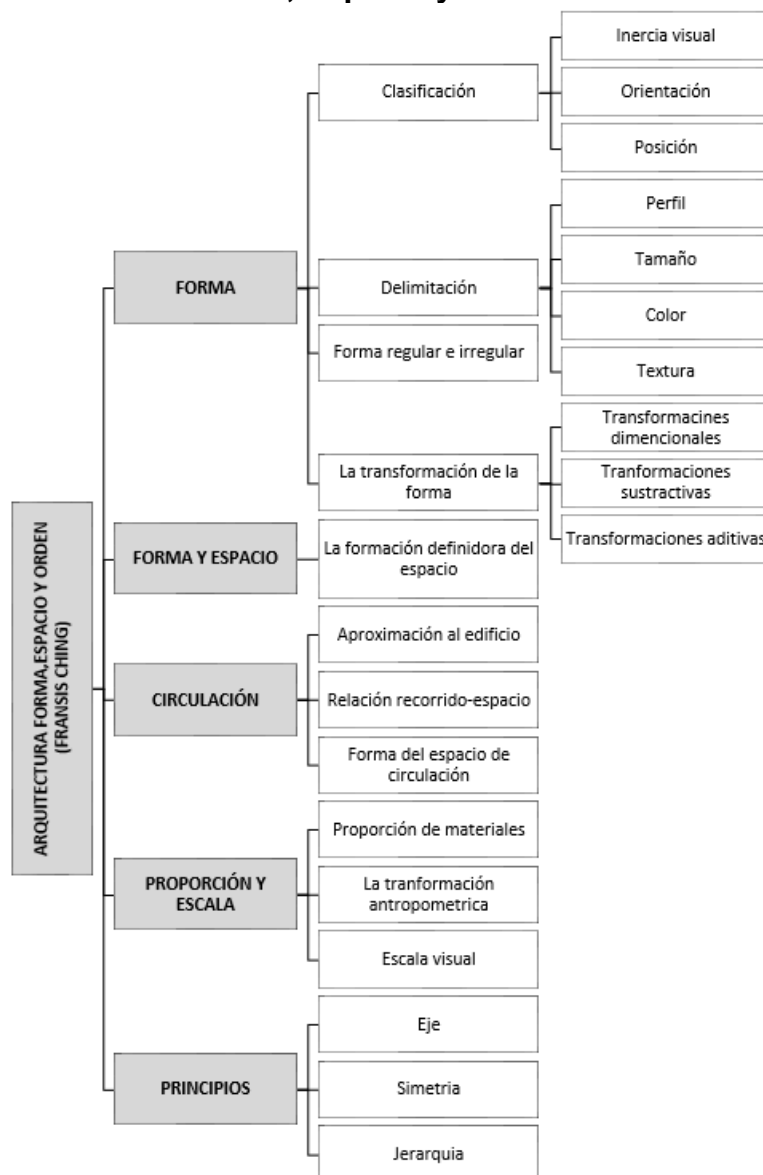 Inercia visual
Clasificación
Orientación
Posición
Perfil
Tamaño
FORMA
Delimitación
Color
Forma regular e irregular
Textura
Transformacines
dimencionales
La transformación de la
forma
Tranformaciones
sustractivas
Transformaciones aditivas
ARQUITECTURA FORMA,ESPACIO Y ORDEN
(FRANSIS CHING)
FORMA Y ESPACIO
La formación definidora del
espacio
Aproximación al edificio
CIRCULACIÓN
Relación recorrido-espacio
Forma del espacio de
circulación
Proporción de materiales
PROPORCIÓN Y
ESCALA
La tranformación
antropometrica
Escala visual
Eje
PRINCIPIOS
Simetria
Jerarquia